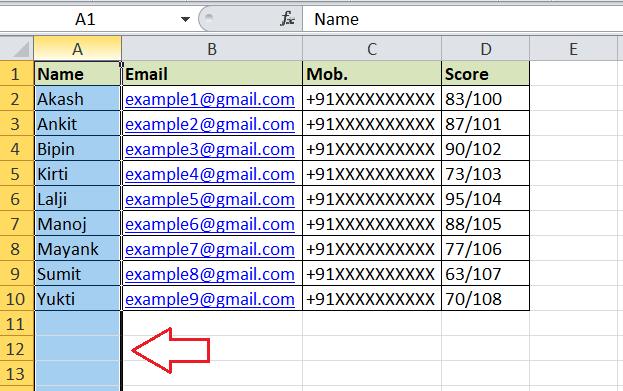 A1 fx Name
A B C D E
1 Name Email Mob. Score
2 Akash example1@gmail.com +91XXXXXXXXXX 83/100
3 Ankit example2@gmail.com +91XXXXXXXXXX 87/101
4 Bipin example3@gmail.com +91XXXXXXXXXX 90/102
5 Kirti example4@gmail.com +91XXXXXXXXXX 73/103
6 Lalji example5@gmail.com +91XXXXXXXXXX 95/104
7 Manoj example6@gmail.com +91XXXXXXXXXX 88/105
8 Mayank example7@gmail.com +91XXXXXXXXXX 77/106
9 Sumit example8@gmail.com +91XXXXXXXXXX 63/107
10 Yukti example9@gmail.com +91XXXXXXXXXX 70/108
11
12
13